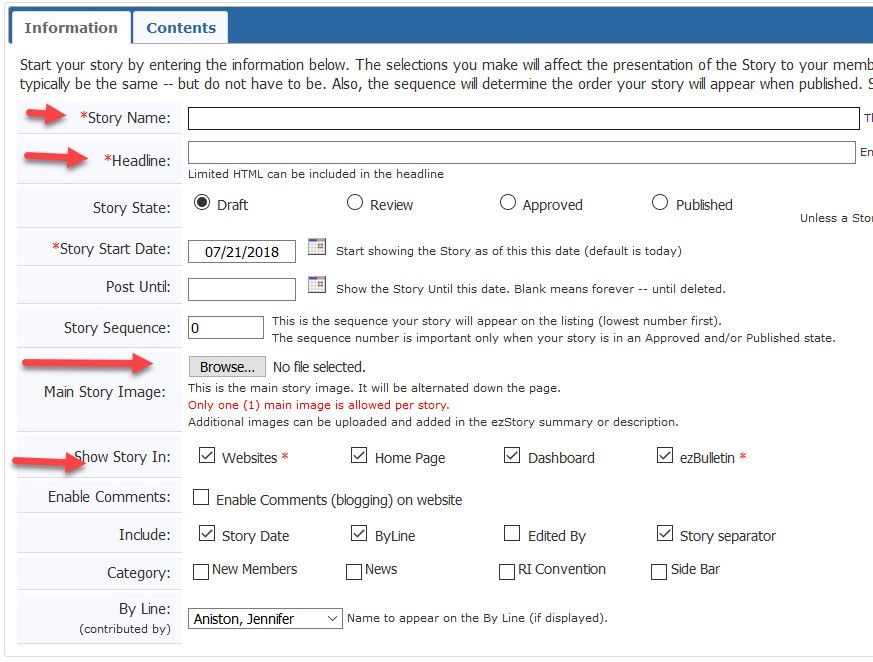 Information Contents
Start your story by entering the information below. The selections you make will affect the presentation of the Story to your
typically be the same -- but do not have to be. Also, the sequence will determine the order your story will appear when published.
*Story Name:
*Headline:
Limited HTML can be included in the headline
Story State: Draft Review Approved Published
Unless a
*Story Start Date: 07/21/2018 Start showing the Story as of this this date (default is today)
Post Until: Show the Story Until this date. Blank means forever -- until deleted.
Story Sequence: 0 This is the sequence your story will appear on the listing (lowest number first).
The sequence number is important only when your story is in an Approved and/or Published state.
Browse... No file selected.
Main Story Image: This is the main story image. It will be alternated down the page.
Only one (1) main image is allowed per story.
Additional images can be uploaded and added in the ezStory summary or description.
Show Story In: Websites * Home Page Dashboard ezBulletin *
Enable Comments: Enable Comments (blogging) on website
Include: Story Date ByLine Edited By Story separator
Category: New Members News RI Convention Side Bar
By Line: Aniston, Jennifer Name to appear on the By Line (if displayed).
(contributed by)